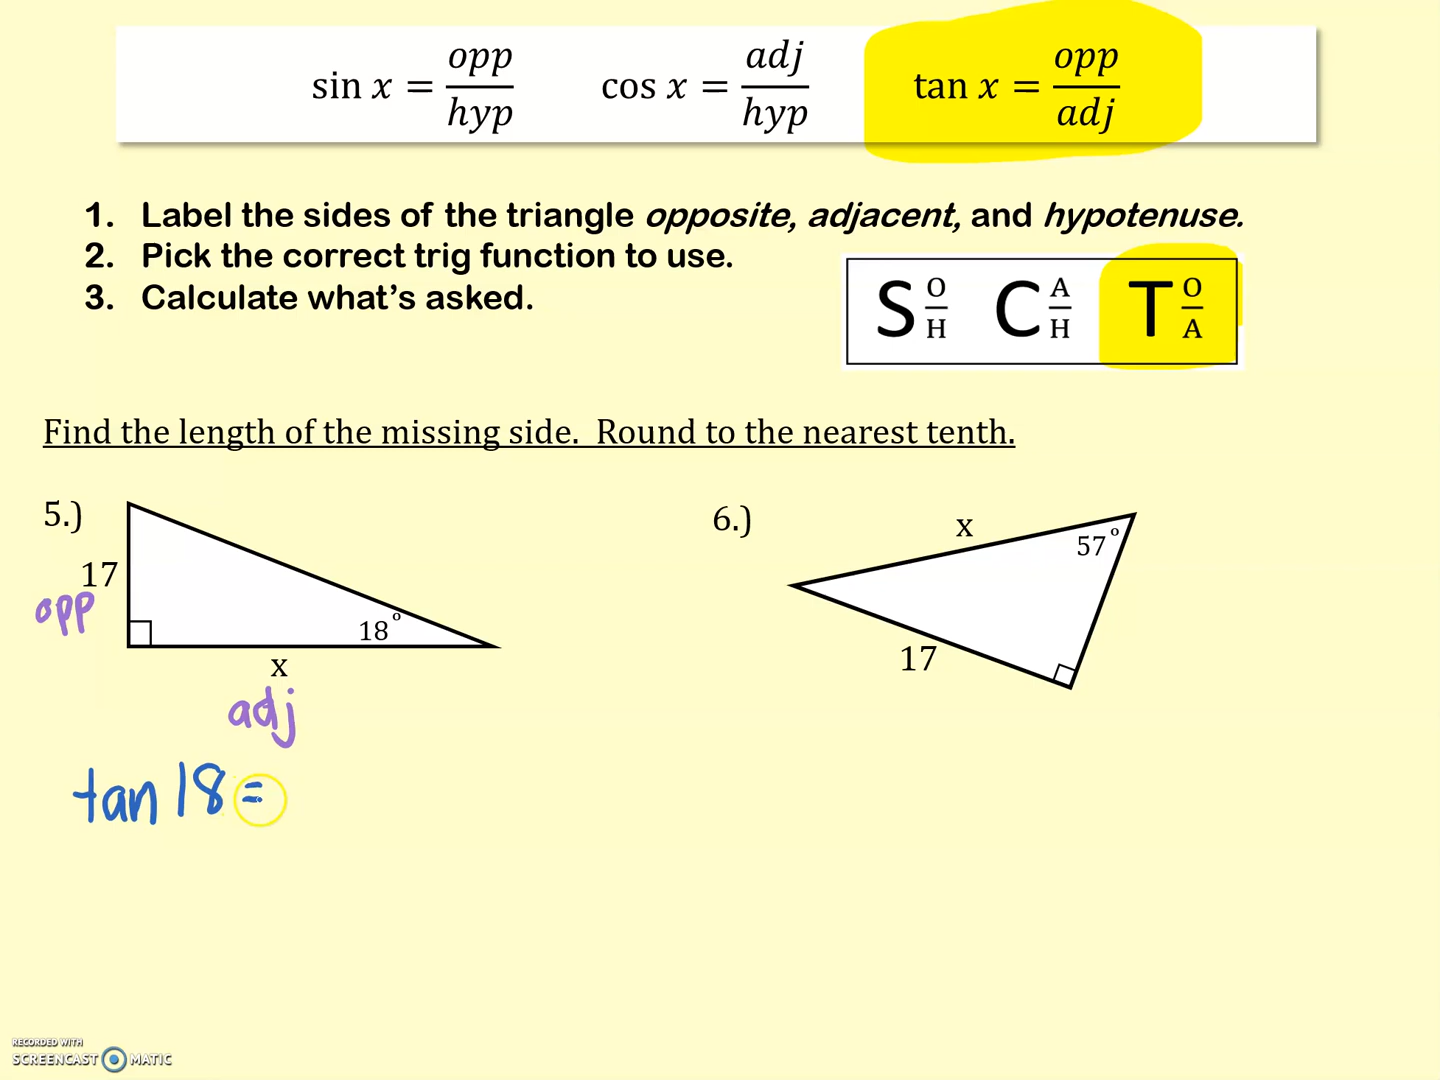 sin x = opp/hyp   cos x = adj/hyp   tan x = opp/adj
1. Label the sides of the triangle opposite, adjacent, and hypotenuse.
2. Pick the correct trig function to use.
3. Calculate what's asked.
S O/H C A/H T O/A
Find the length of the missing side. Round to the nearest tenth.
5.)
17
opp
18°
x
adj
tan 18 =
6.)
x
57°
17
RECORDED WITH
SCREENCAST MATIC